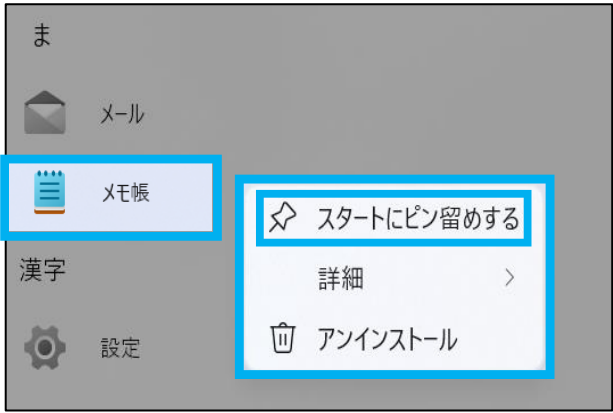 ま
メール
メモ帳
スタートにピン留めする
漢字
詳細
設定
アンインストール